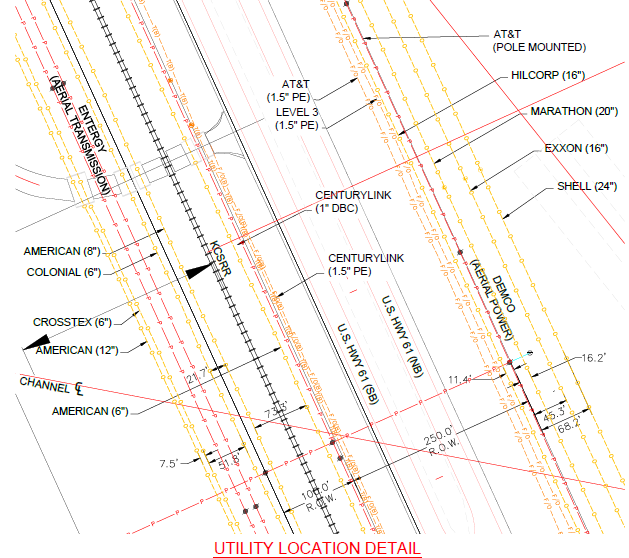 AT&T
(POLE MOUNTED)
HILCORP (16")
AT&T
(1.5" PE)
LEVEL 3
(1.5" PE)
MARATHON (20")
EXXON (16")
SHELL (24")
ENTERGY
(AERIAL TRANSMISSION)
CENTURYLINK
(1" DBC)
AMERICAN (8")
COLONIAL (6")
KCSRR
CENTURYLINK
(1.5" PE)
DEMCO
(AERIAL POWER)
CROSSTEX (6")
AMERICAN (12")
U.S. HWY 61 (SB)
U.S. HWY 61 (NB)
CHANNEL ℄
AMERICAN (6")
21.7'
73.3'
11.4'
16.2'
45.3'
68.2'
250.0'
R.O.W.
7.5'
100.0'
R.O.W.
UTILITY LOCATION DETAIL